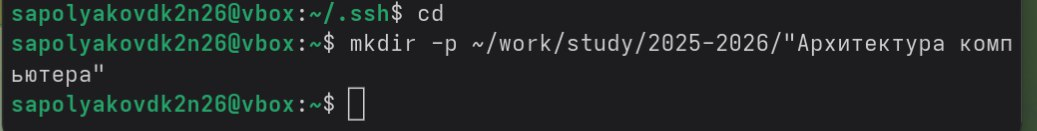 sapolyakovdk2n26@vbox:~/.ssh$ cd
sapolyakovdk2n26@vbox:~$ mkdir -p ~/work/study/2025-2026/"Архитектура комп
ьютера"
sapolyakovdk2n26@vbox:~$